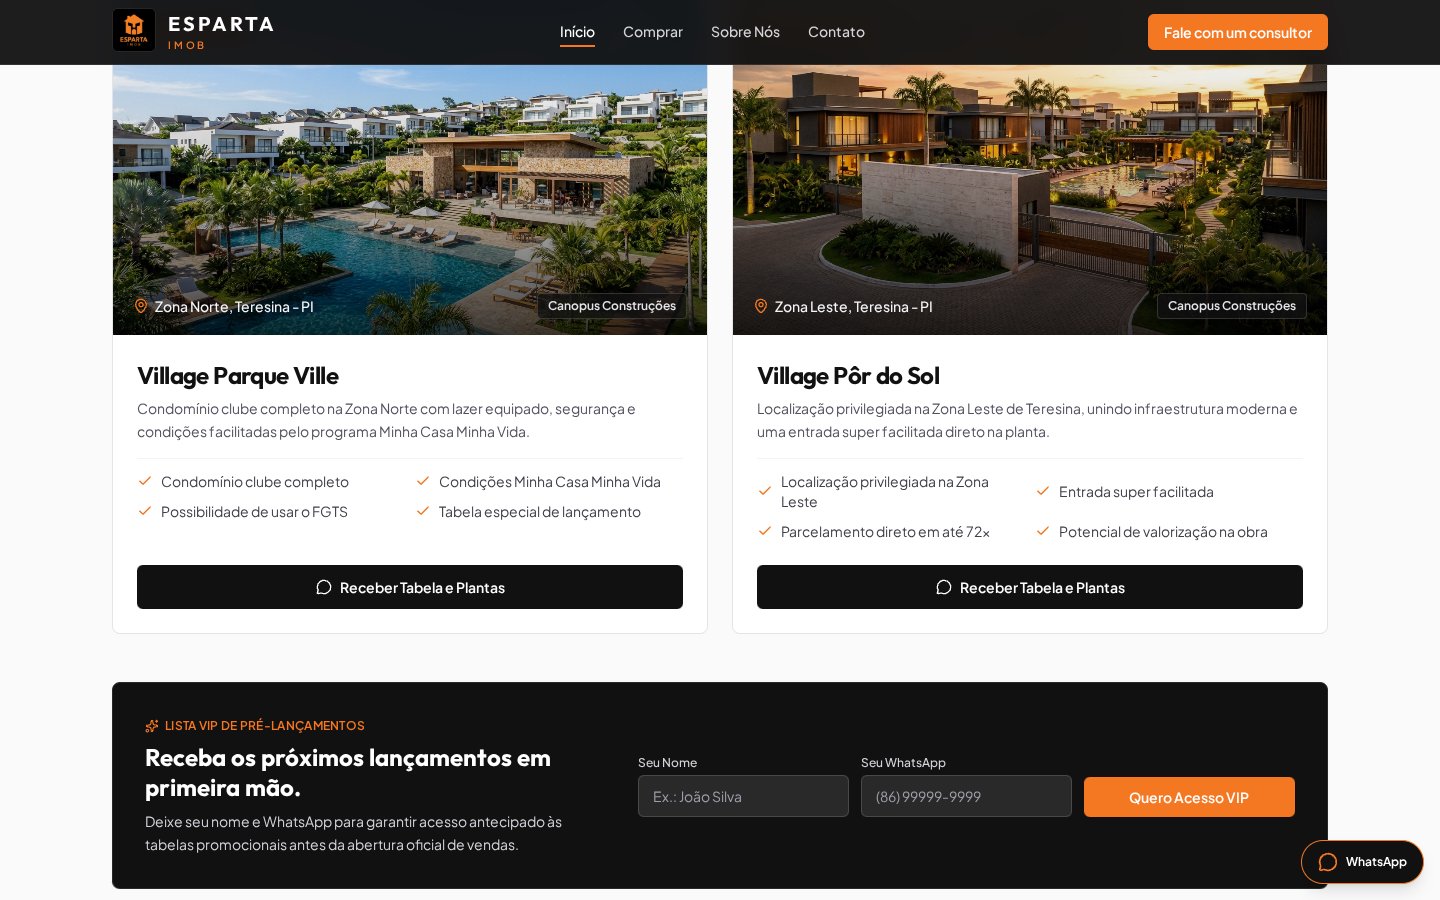 ESPARTA
IMOB
ESPARTA
IMOB
Início
Comprar
Sobre Nós
Contato
Fale com um consultor
Zona Norte, Teresina - PI
Canopus Construções
Village Parque Ville
Condomínio clube completo na Zona Norte com lazer equipado, segurança e
condições facilitadas pelo programa Minha Casa Minha Vida.
Condomínio clube completo
Condições Minha Casa Minha Vida
Possibilidade de usar o FGTS
Tabela especial de lançamento
Receber Tabela e Plantas
Zona Leste, Teresina - PI
Canopus Construções
Village Pôr do Sol
Localização privilegiada na Zona Leste de Teresina, unindo infraestrutura moderna e
uma entrada super facilitada direto na planta.
Localização privilegiada na Zona
Leste
Entrada super facilitada
Parcelamento direto em até 72x
Potencial de valorização na obra
Receber Tabela e Plantas
LISTA VIP DE PRÉ-LANÇAMENTOS
Receba os próximos lançamentos em
primeira mão.
Deixe seu nome e WhatsApp para garantir acesso antecipado às
tabelas promocionais antes da abertura oficial de vendas.
Seu Nome
Ex.: João Silva
Seu WhatsApp
(86) 99999-9999
Quero Acesso VIP
WhatsApp